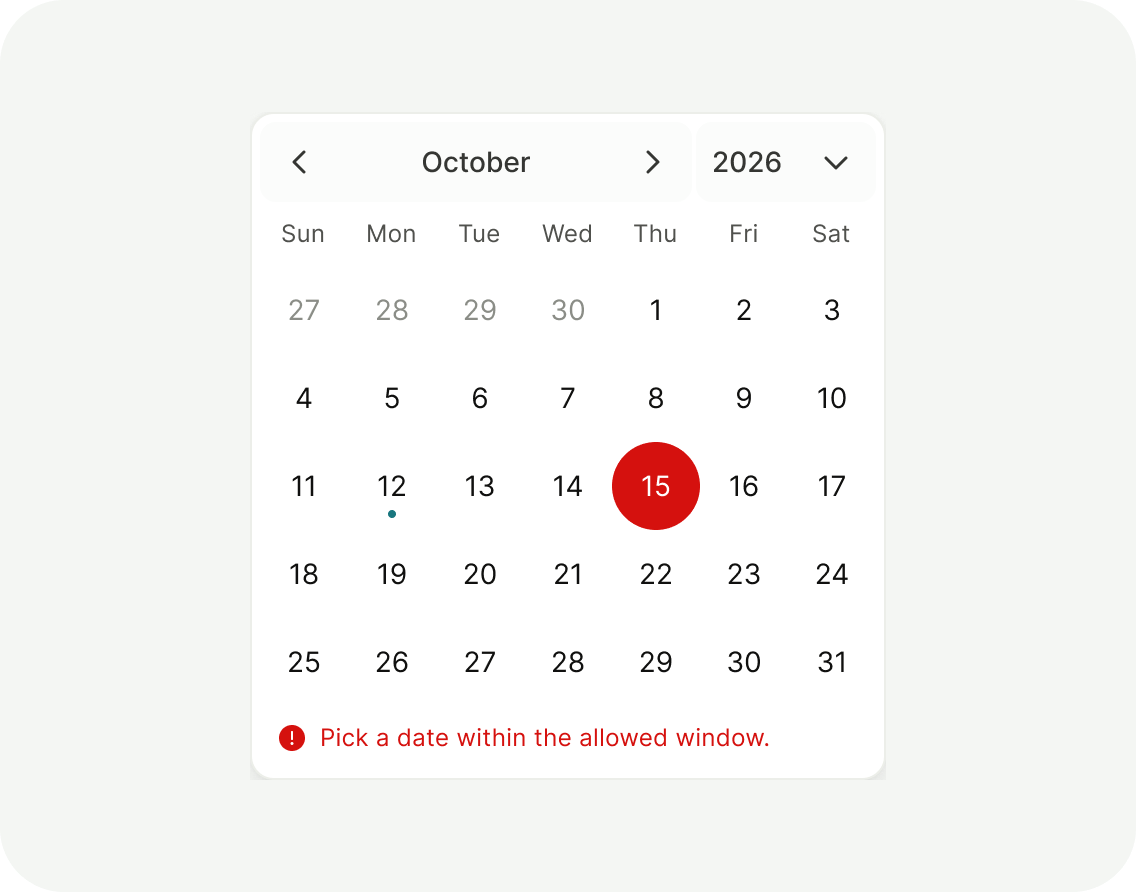 October 2026
Sun Mon Tue Wed Thu Fri Sat
27 28 29 30 1 2 3
4 5 6 7 8 9 10
11 12 13 14 15 16 17
18 19 20 21 22 23 24
25 26 27 28 29 30 31
! Pick a date within the allowed window.